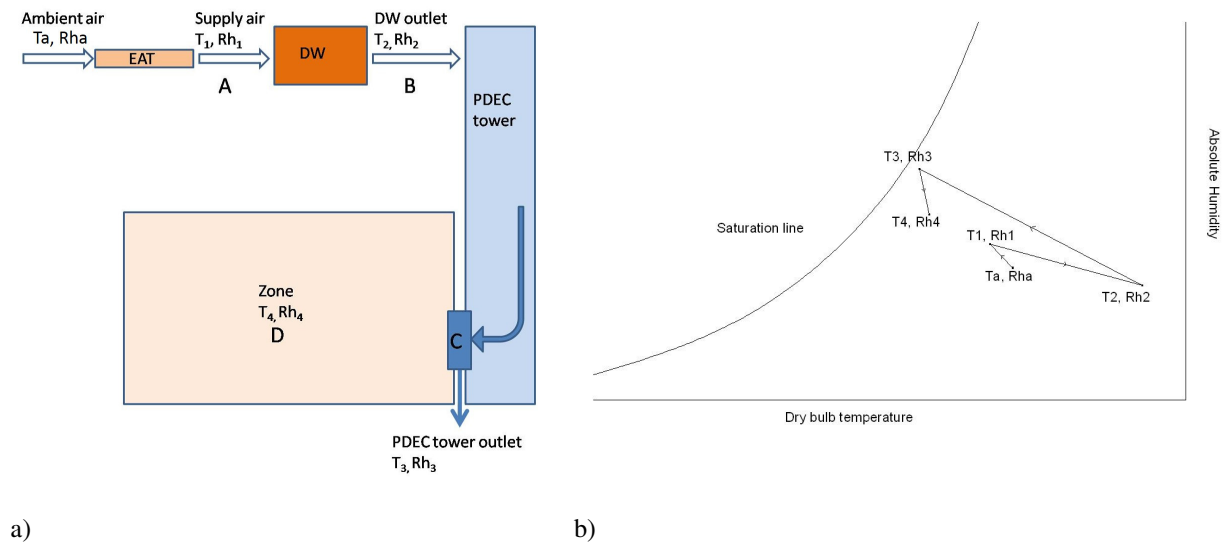 Ambient air
Ta, Rha
EAT
Supply air
T1, Rh1
A
DW
DW outlet
T2, Rh2
B
PDEC
tower
Zone
T4, Rh4
D
C
PDEC tower outlet
T3, Rh3
a)
T3, Rh3
T4, Rh4
Saturation line
T1, Rh1
Ta, Rha
T2, Rh2
Absolute Humidity
Dry bulb temperature
b)